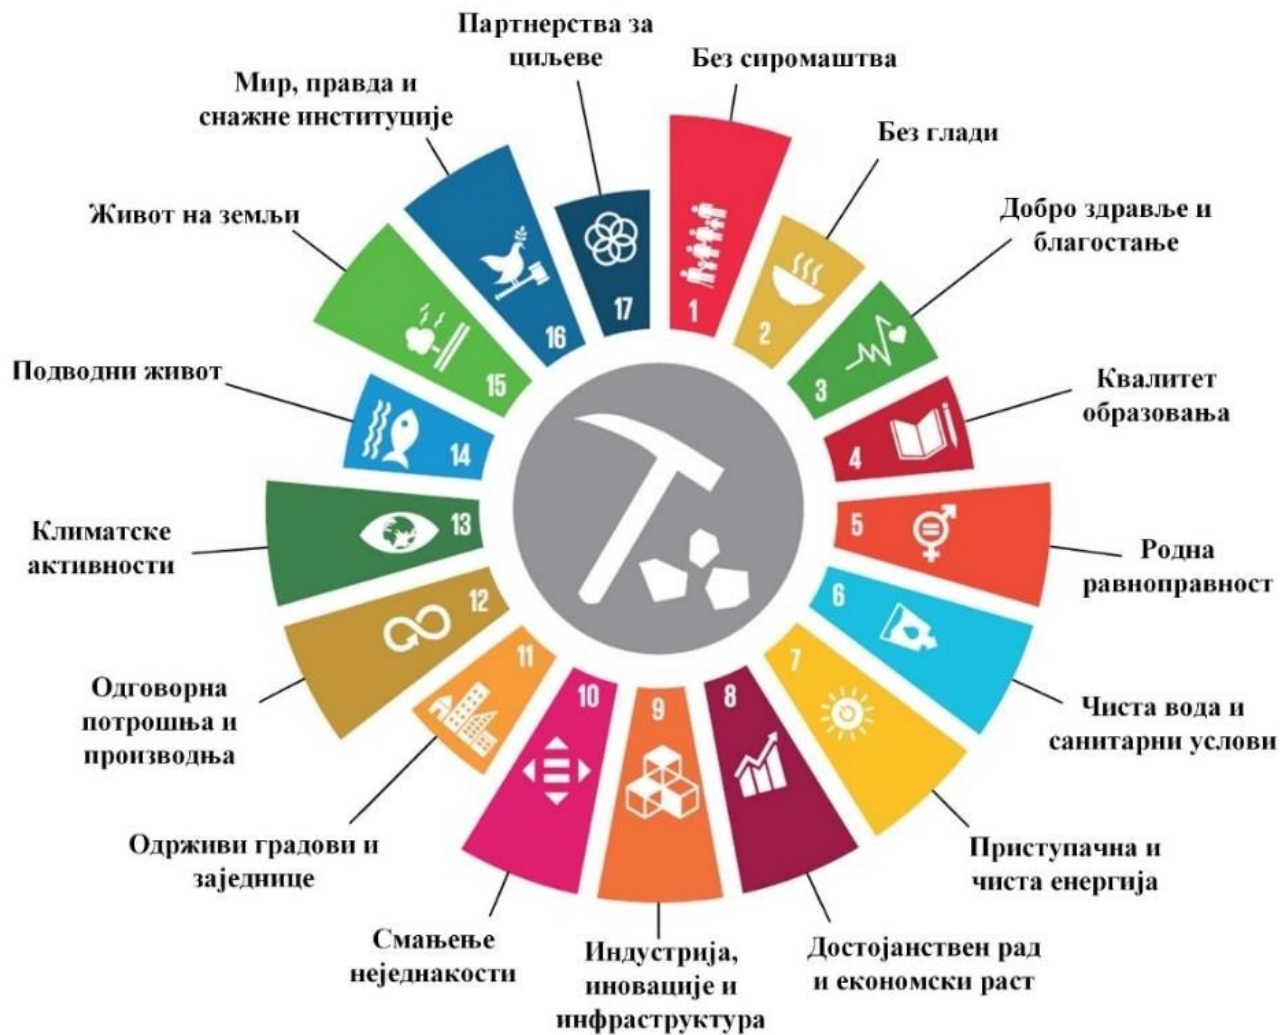 Партнерства за
циљеве
Без сиромаштва
Мир, правда и
снажне институције
Без глади
Живот на земљи
Добро здравље и
благостање
Подводни живот
Квалитет
образовања
Климатске
активности
Родна
равноправност
Одговорна
потрошња и
производња
Чиста вода и
санитарни услови
Одрживи градови и
заједнице
Приступачна и
чиста енергија
Смањење
неједнакости
Индустрија,
иновације и
инфраструктура
Достојанствен рад
и економски раст
1
2
3
4
5
6
7
8
9
10
11
12
13
14
15
16
17